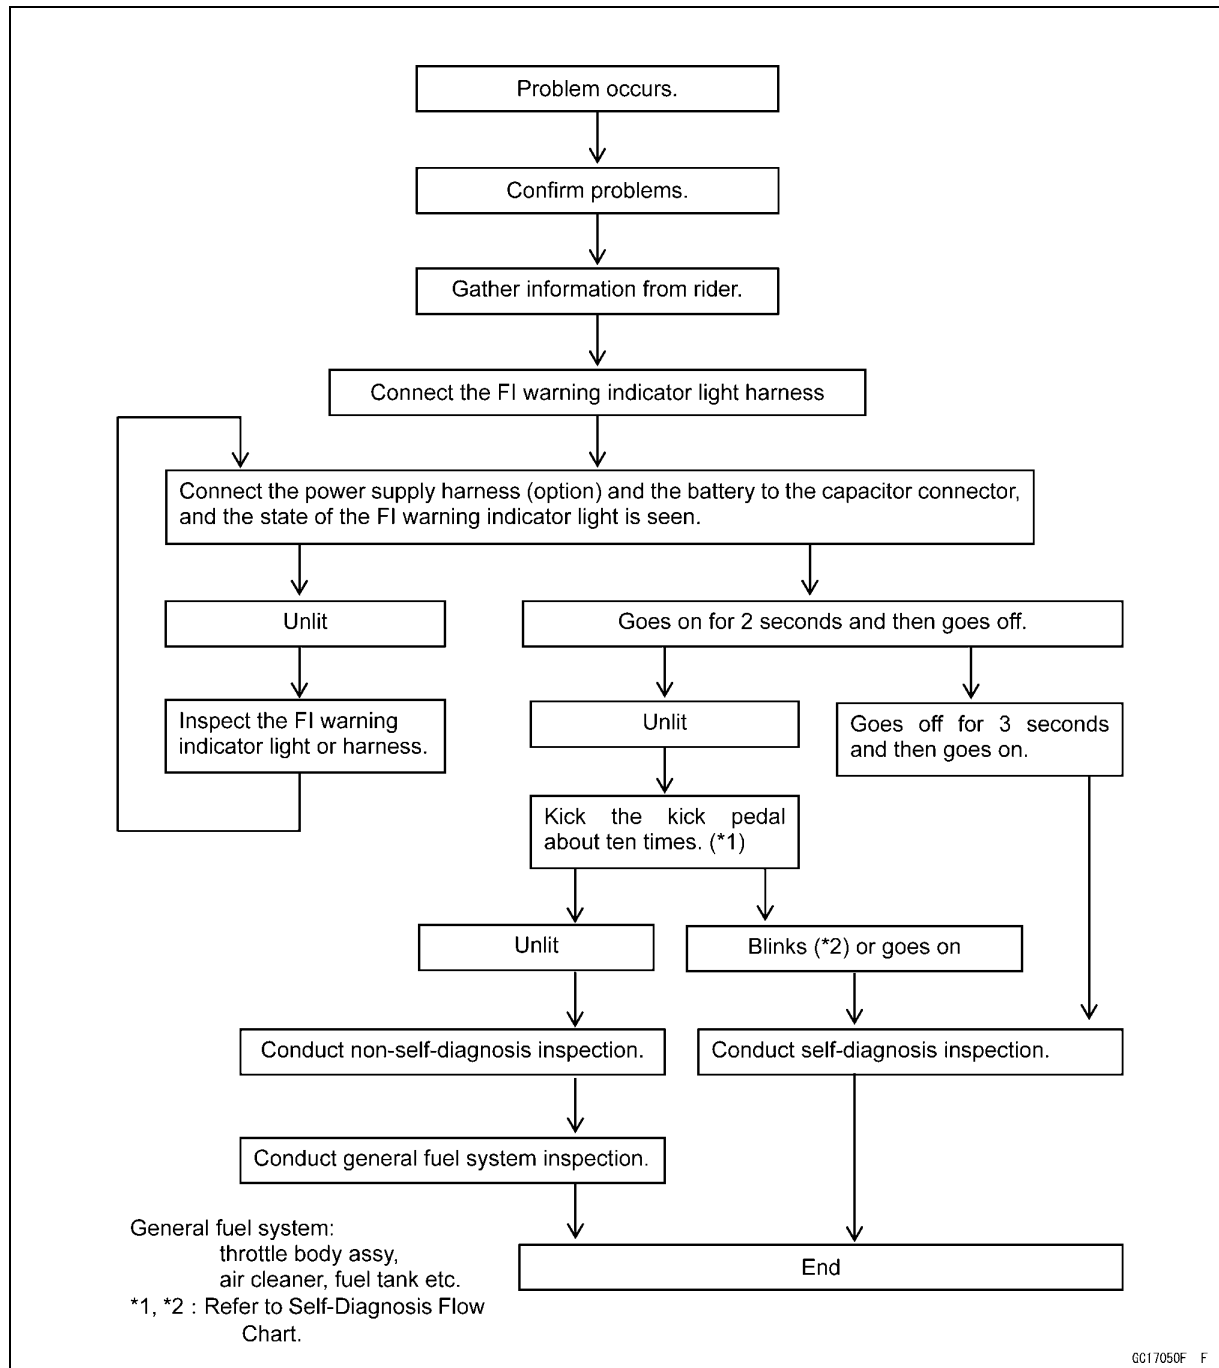 Problem occurs.
Confirm problems.
Gather information from rider.
Connect the FI warning indicator light harness
Connect the power supply harness (option) and the battery to the capacitor connector,
and the state of the FI warning indicator light is seen.
Unlit
Goes on for 2 seconds and then goes off.
Inspect the FI warning
indicator light or harness.
Unlit
Goes off for 3 seconds
and then goes on.
Kick the kick pedal
about ten times. (*1)
Unlit
Blinks (*2) or goes on
Conduct non-self-diagnosis inspection.
Conduct self-diagnosis inspection.
Conduct general fuel system inspection.
General fuel system:
throttle body assy,
air cleaner, fuel tank etc.
*1, *2 : Refer to Self-Diagnosis Flow
Chart.
End
GC17050F F